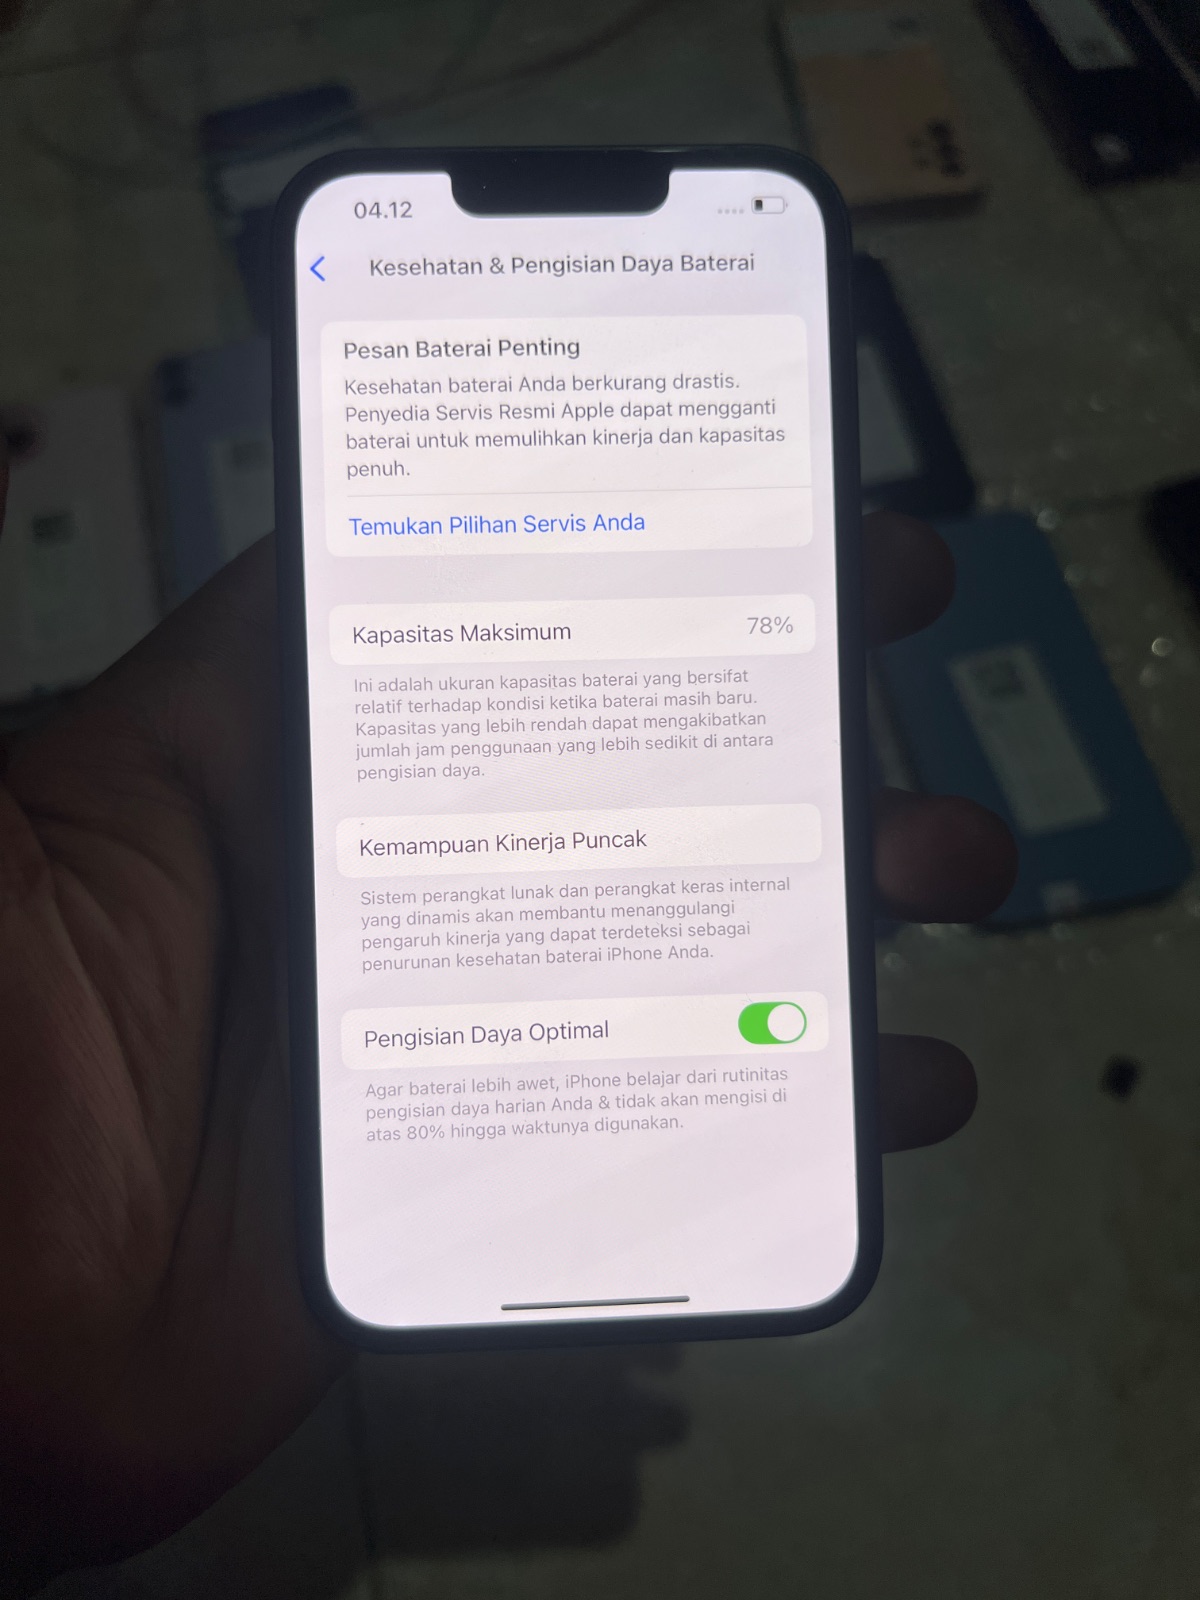 04.12
Kesehatan & Pengisian Daya Baterai
Pesan Baterai Penting
Kesehatan baterai Anda berkurang drastis.
Penyedia Servis Resmi Apple dapat mengganti
baterai untuk memulihkan kinerja dan kapasitas
penuh.
Temukan Pilihan Servis Anda
Kapasitas Maksimum 78%
Ini adalah ukuran kapasitas baterai yang bersifat
relatif terhadap kondisi ketika baterai masih baru.
Kapasitas yang lebih rendah dapat mengakibatkan
jumlah jam penggunaan yang lebih sedikit di antara
pengisian daya.
Kemampuan Kinerja Puncak
Sistem perangkat lunak dan perangkat keras internal
yang dinamis akan membantu menanggulangi
pengaruh kinerja yang dapat terdeteksi sebagai
penurunan kesehatan baterai iPhone Anda.
Pengisian Daya Optimal
Agar baterai lebih awet, iPhone belajar dari rutinitas
pengisian daya harian Anda & tidak akan mengisi di
atas 80% hingga waktunya digunakan.